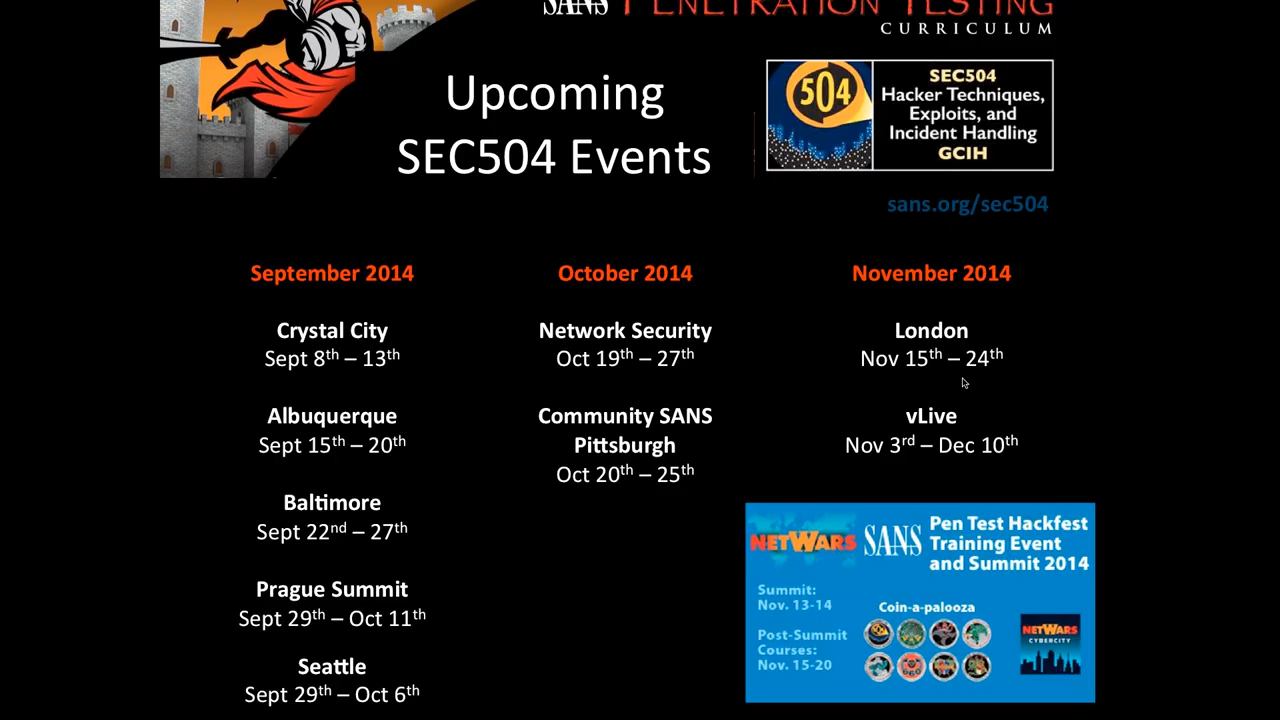 SANS PENETRATION TESTING
CURRICULUM
Upcoming
SEC504 Events
504
SEC504
Hacker Techniques,
Exploits, and
Incident Handling
GCIH
sans.org/sec504
September 2014
Crystal City
Sept 8th – 13th
Albuquerque
Sept 15th – 20th
Baltimore
Sept 22nd – 27th
Prague Summit
Sept 29th – Oct 11th
Seattle
Sept 29th – Oct 6th
October 2014
Network Security
Oct 19th – 27th
Community SANS
Pittsburgh
Oct 20th – 25th
November 2014
London
Nov 15th – 24th
vLive
Nov 3rd – Dec 10th
NETWARS
SANS
Pen Test Hackfest
Training Event
and Summit 2014
Summit:
Nov. 13-14
Post-Summit
Courses:
Nov. 15-20
Coin-a-palooza
NETWARS
CYBERCITY